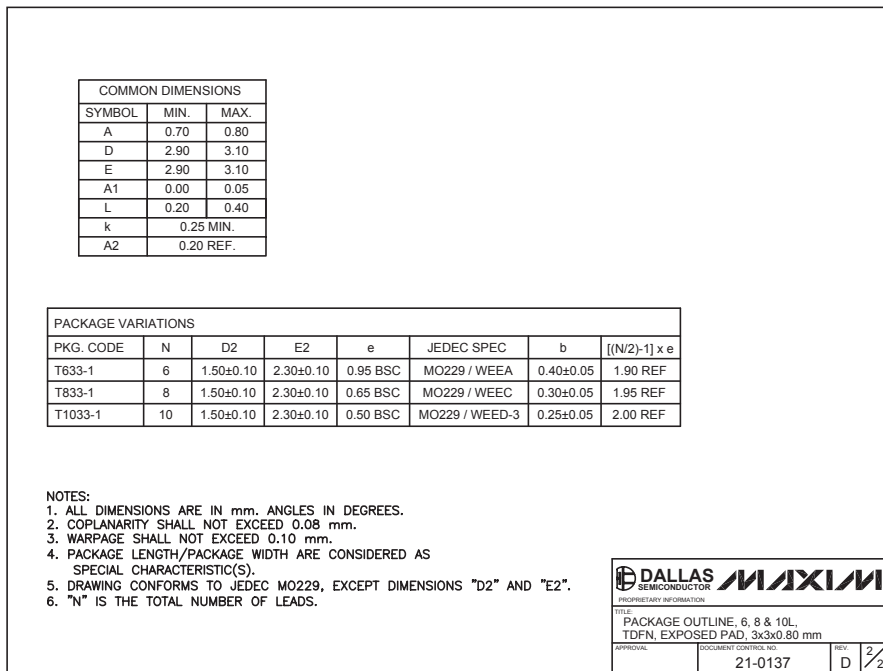 COMMON DIMENSIONS
SYMBOL MIN. MAX.
A 0.70 0.80
D 2.90 3.10
E 2.90 3.10
A1 0.00 0.05
L 0.20 0.40
k 0.25 MIN.
A2 0.20 REF.
PACKAGE VARIATIONS
PKG. CODE N D2 E2 e JEDEC SPEC b [(N/2)-1] x e
T633-1 6 1.50±0.10 2.30±0.10 0.95 BSC MO229 / WEEA 0.40±0.05 1.90 REF
T833-1 8 1.50±0.10 2.30±0.10 0.65 BSC MO229 / WEEC 0.30±0.05 1.95 REF
T1033-1 10 1.50±0.10 2.30±0.10 0.50 BSC MO229 / WEED-3 0.25±0.05 2.00 REF
NOTES:
1. ALL DIMENSIONS ARE IN mm. ANGLES IN DEGREES.
2. COPLANARITY SHALL NOT EXCEED 0.08 mm.
3. WARPAGE SHALL NOT EXCEED 0.10 mm.
4. PACKAGE LENGTH/PACKAGE WIDTH ARE CONSIDERED AS
SPECIAL CHARACTERISTIC(S).
5. DRAWING CONFORMS TO JEDEC MO229, EXCEPT DIMENSIONS "D2" AND "E2".
6. "N" IS THE TOTAL NUMBER OF LEADS.
DALLAS SEMICONDUCTOR MAXIM
PROPRIETARY INFORMATION
TITLE:
PACKAGE OUTLINE, 6, 8 & 10L,
TDFN, EXPOSED PAD, 3x3x0.80 mm
APPROVAL DOCUMENT CONTROL NO. REV.
21-0137 D 2/2